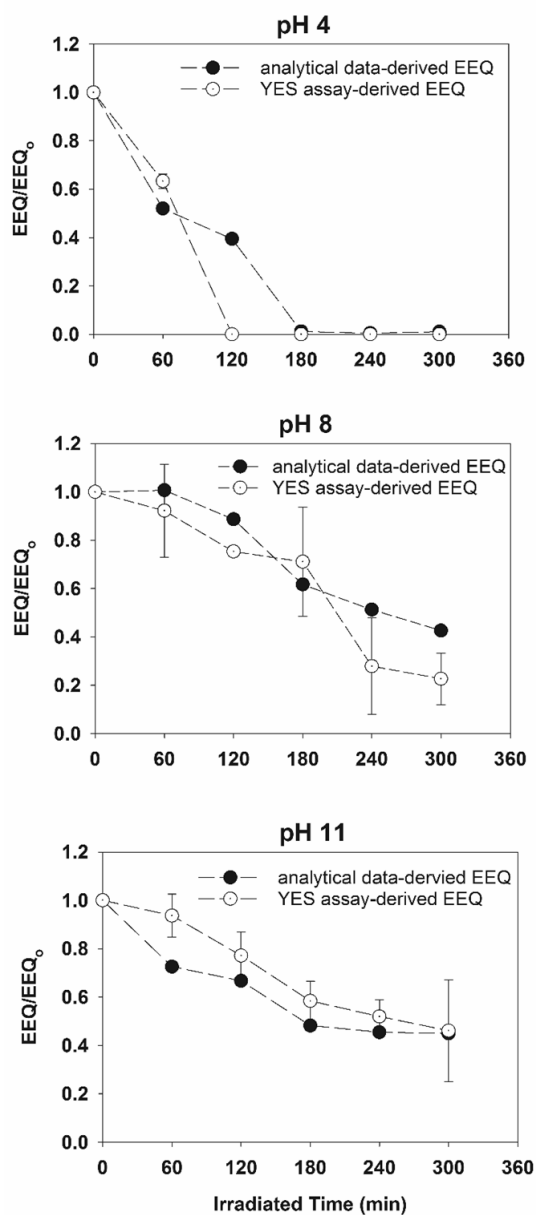 pH 4
1.2
analytical data-derived EEQ
YES assay-derived EEQ
1.0
0.8
EEQ/EEQo
0.6
0.4
0.2
0.0
0 60 120 180 240 300 360
pH 8
1.2
analytical data-derived EEQ
YES assay-derived EEQ
1.0
0.8
EEQ/EEQo
0.6
0.4
0.2
0.0
0 60 120 180 240 300 360
pH 11
1.2
analytical data-dervied EEQ
YES assay-derived EEQ
1.0
0.8
EEQ/EEQo
0.6
0.4
0.2
0.0
0 60 120 180 240 300 360
Irradiated Time (min)